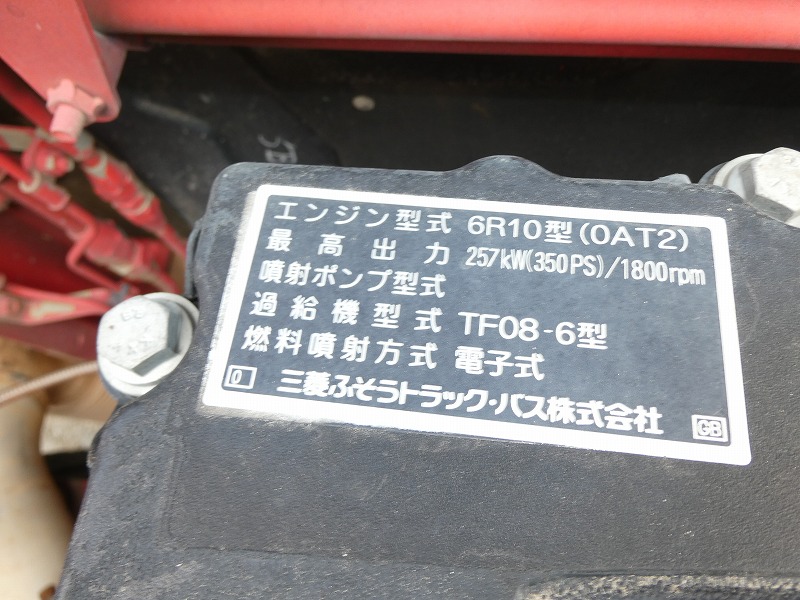 エンジン型式 6R10型(0AT2)
最高出力 257kW(350PS)/1800rpm
噴射ポンプ型式
過給機型式 TF08-6型
燃料噴射方式 電子式
0 三菱ふそうトラック・バス株式会社 GB